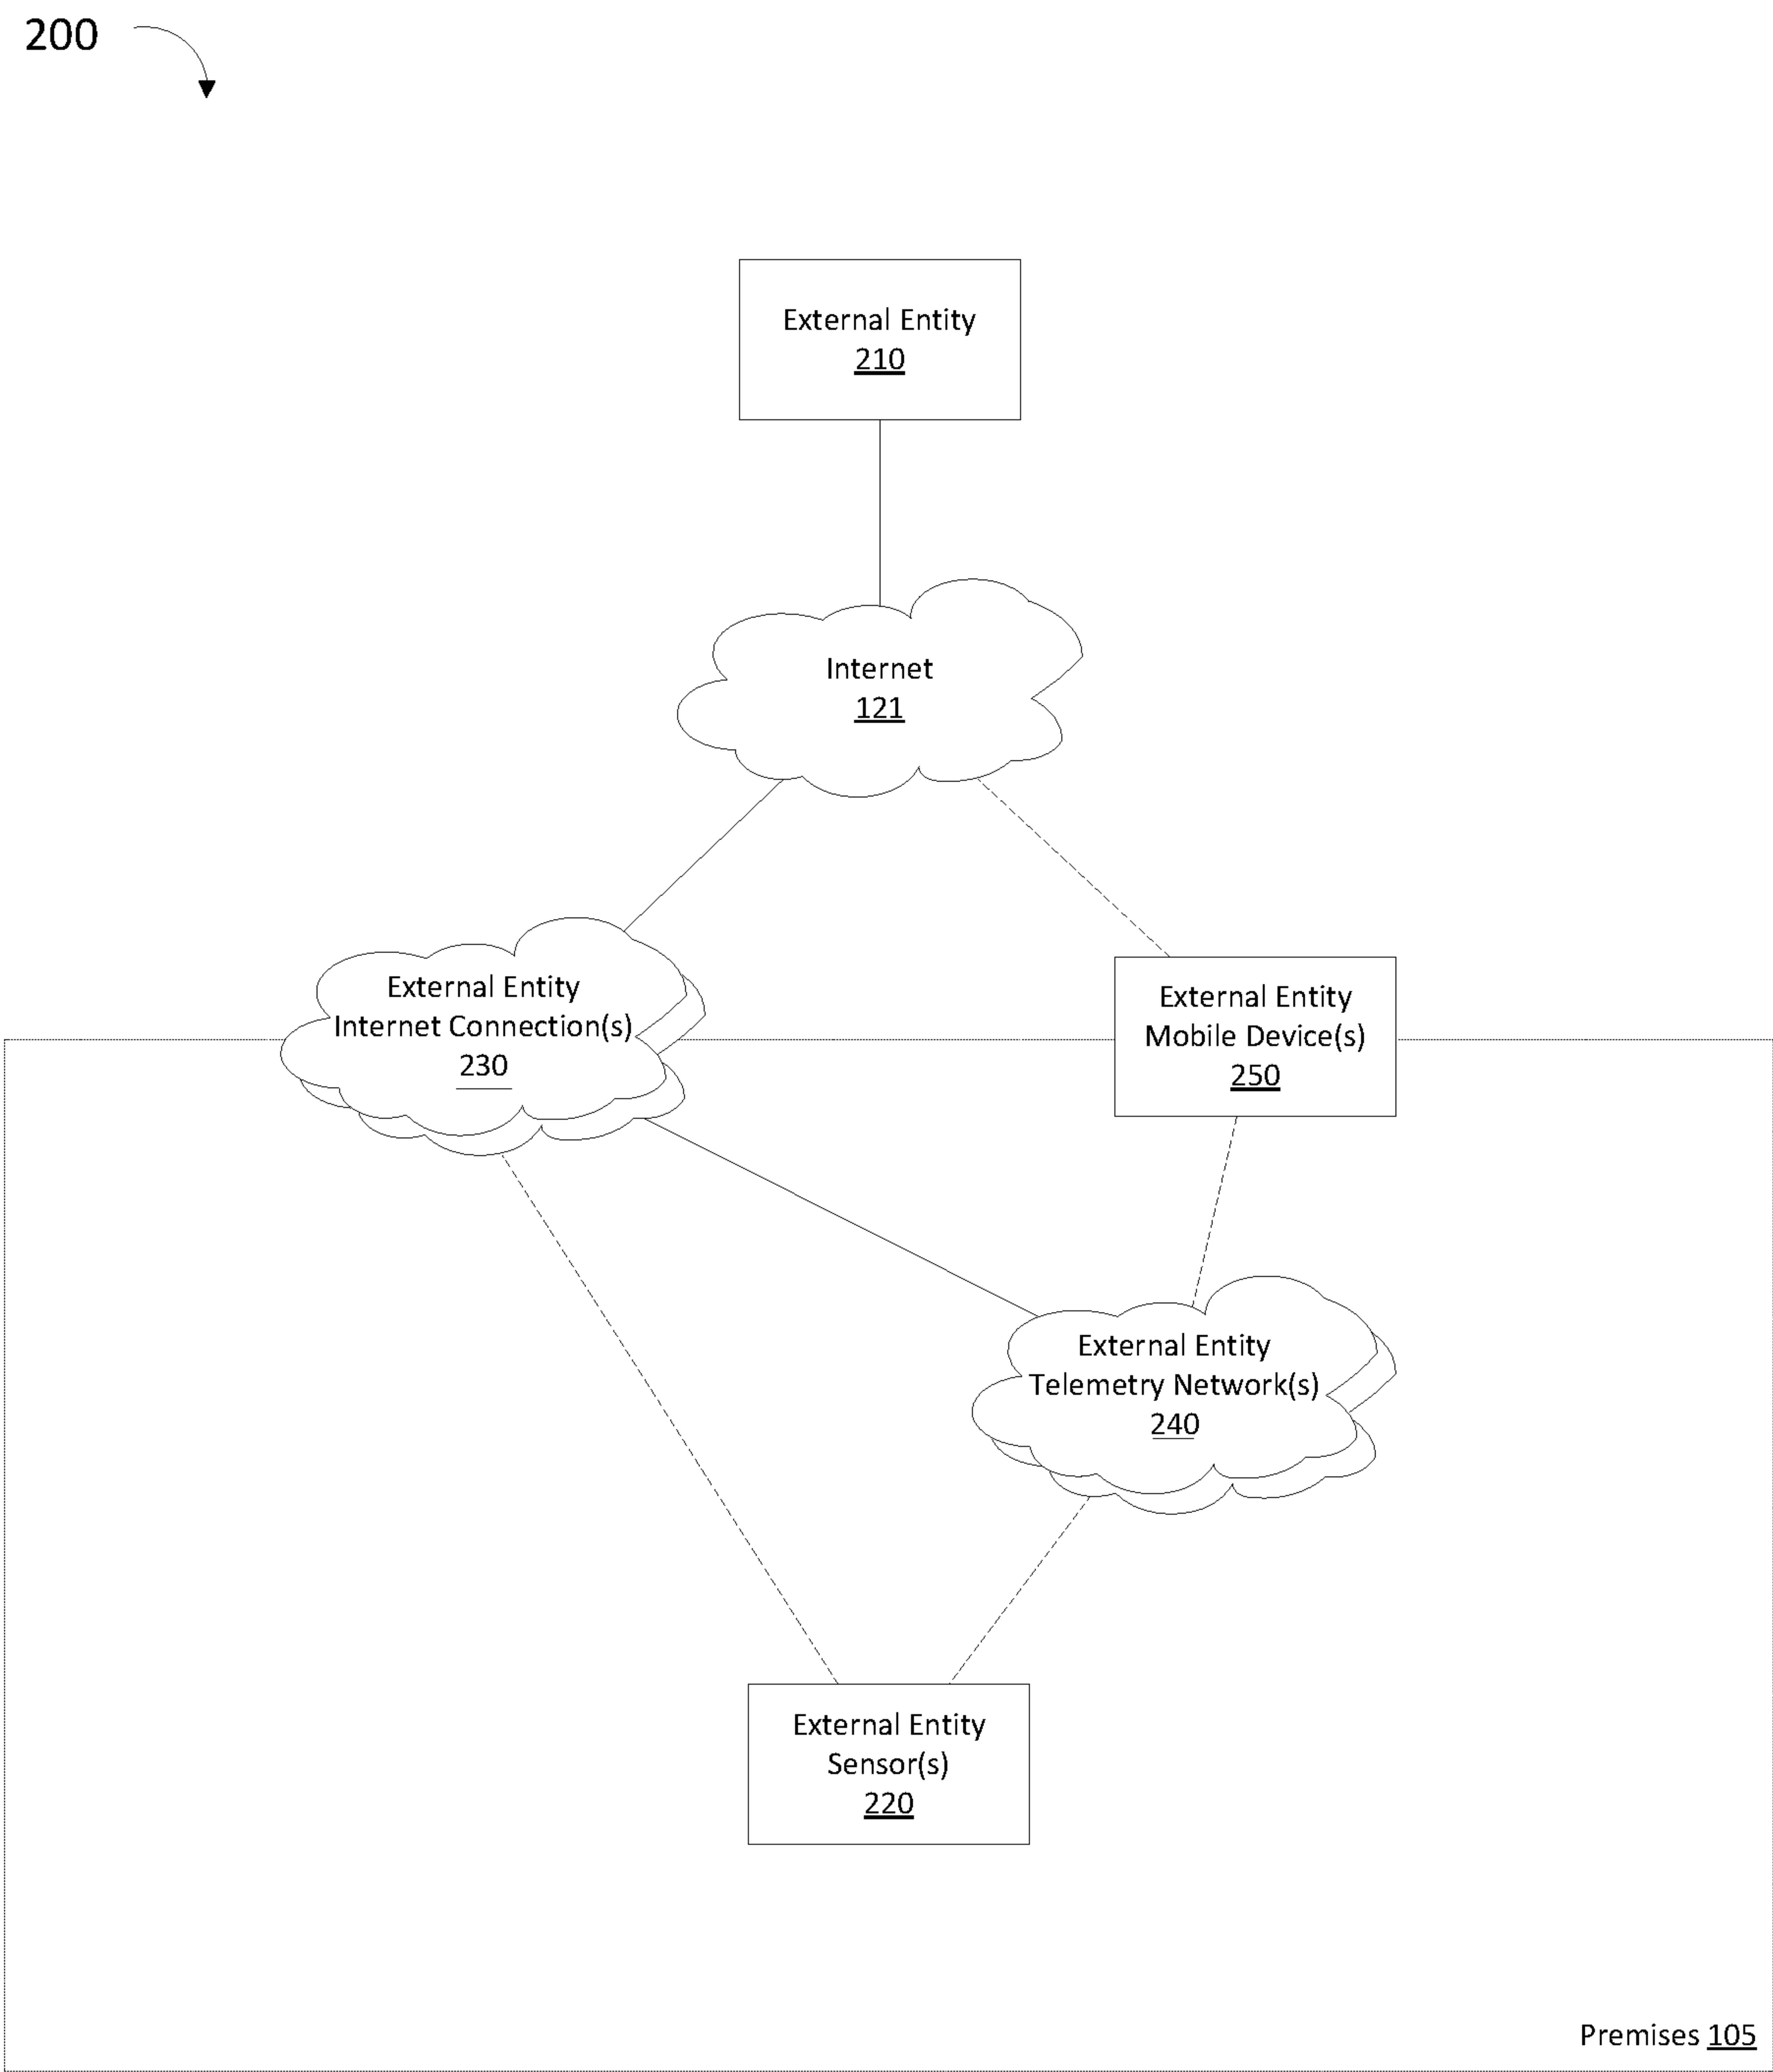 200
External Entity
210
Internet
121
External Entity
Internet Connection(s)
230
External Entity
Mobile Device(s)
250
External Entity
Telemetry Network(s)
240
External Entity
Sensor(s)
220
Premises 105